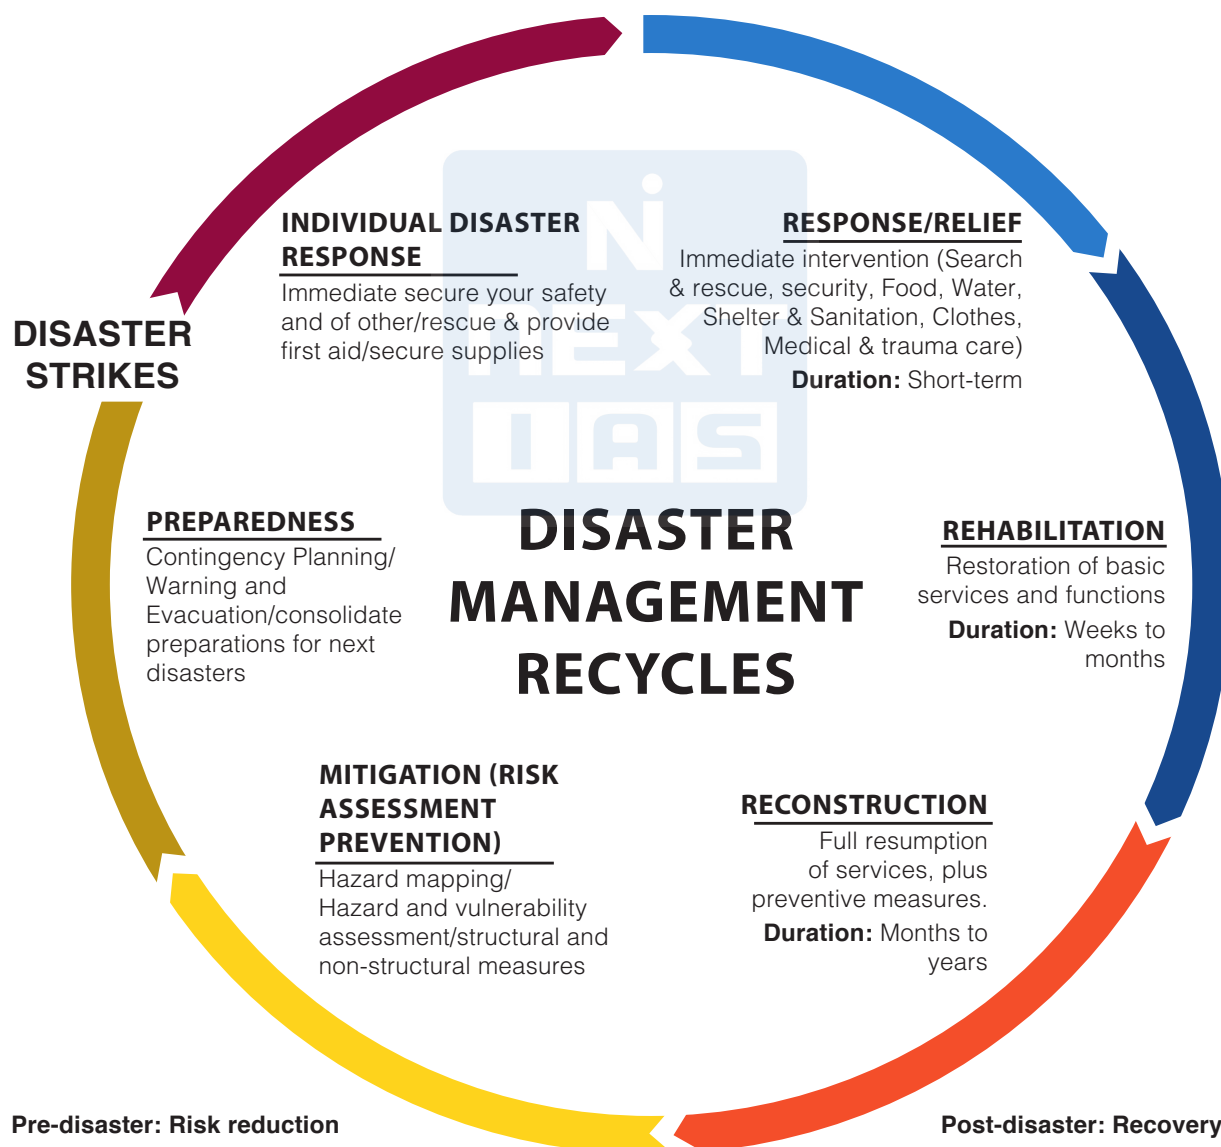 INDIVIDUAL DISASTER
RESPONSE
Immediate secure your safety
and of other/rescue & provide
first aid/secure supplies
RESPONSE/RELIEF
Immediate intervention (Search
& rescue, security, Food, Water,
Shelter & Sanitation, Clothes,
Medical & trauma care)
Duration: Short-term
DISASTER
STRIKES
N
NEXT
IAS
PREPAREDNESS
Contingency Planning/
Warning and
Evacuation/consolidate
preparations for next
disasters
DISASTER
MANAGEMENT
RECYCLES
REHABILITATION
Restoration of basic
services and functions
Duration: Weeks to
months
MITIGATION (RISK
ASSESSMENT
PREVENTION)
Hazard mapping/
Hazard and vulnerability
assessment/structural and
non-structural measures
RECONSTRUCTION
Full resumption
of services, plus
preventive measures.
Duration: Months to
years
Pre-disaster: Risk reduction
Post-disaster: Recovery